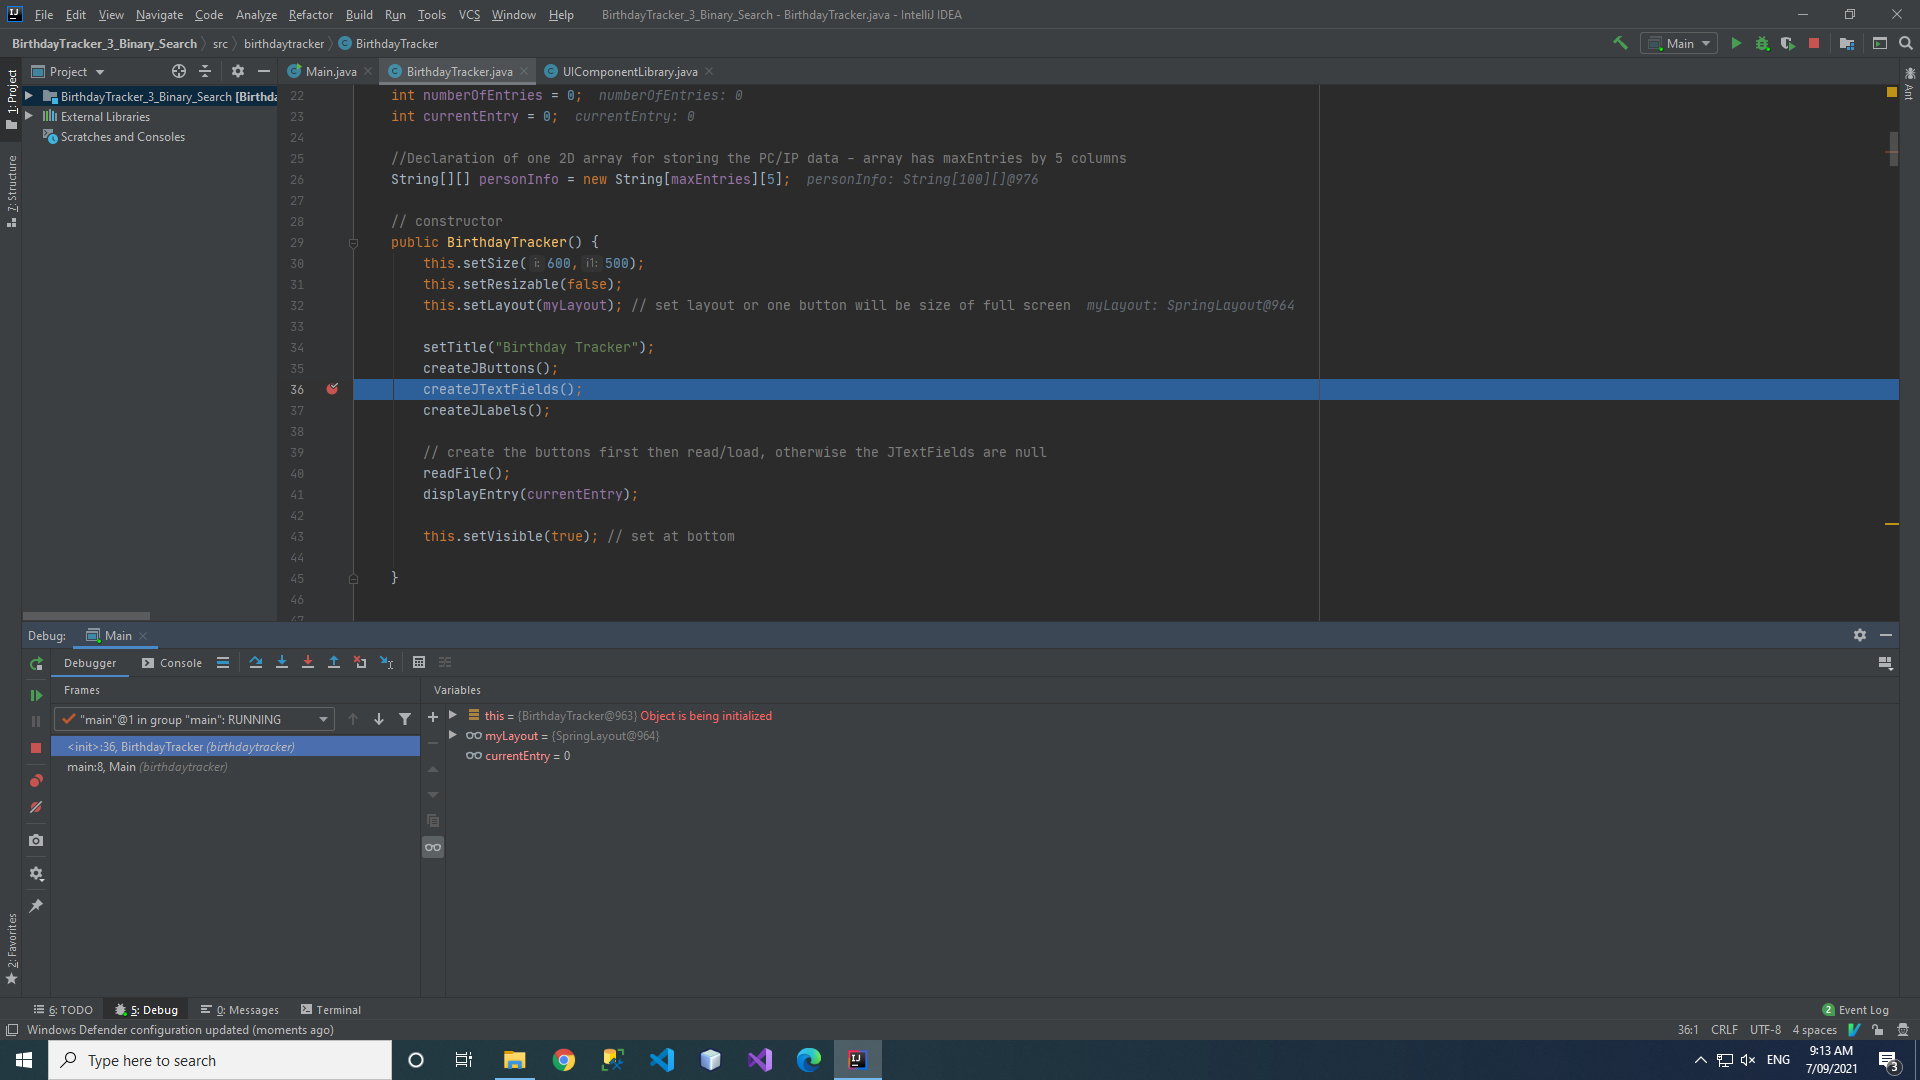 File Edit View Navigate Code Analyze Refactor Build Run Tools VCS Window Help BirthdayTracker_3_Binary_Search - BirthdayTracker.java - IntelliJ IDEA
BirthdayTracker_3_Binary_Search src birthdaytracker BirthdayTracker Main
Project Main.java BirthdayTracker.java UIComponentLibrary.java
1: Project
7: Structure
2: Favorites
Ant
BirthdayTracker_3_Binary_Search [Birthda
External Libraries
Scratches and Consoles
22 int numberOfEntries = 0; numberOfEntries: 0
23 int currentEntry = 0; currentEntry: 0
24
25 //Declaration of one 2D array for storing the PC/IP data - array has maxEntries by 5 columns
26 String[][] personInfo = new String[maxEntries][5]; personInfo: String[100][]@976
27
28 // constructor
29 public BirthdayTracker() {
30 this.setSize( i: 600, i1: 500);
31 this.setResizable(false);
32 this.setLayout(myLayout); // set layout or one button will be size of full screen myLayout: SpringLayout@964
33
34 setTitle("Birthday Tracker");
35 createJButtons();
36 createJTextFields();
37 createJLabels();
38
39 // create the buttons first then read/load, otherwise the JTextFields are null
40 readFile();
41 displayEntry(currentEntry);
42
43 this.setVisible(true); // set at bottom
44
45 }
46
47
Debug: Main
Debugger Console
Frames Variables
"main"@1 in group "main": RUNNING
<init>:36, BirthdayTracker (birthdaytracker)
main:8, Main (birthdaytracker)
this = {BirthdayTracker@963} Object is being initialized
myLayout = {SpringLayout@964}
currentEntry = 0
6: TODO 5: Debug 0: Messages Terminal 2 Event Log
Windows Defender configuration updated (moments ago) 36:1 CRLF UTF-8 4 spaces
Type here to search ENG 9:13 AM
7/09/2021 3